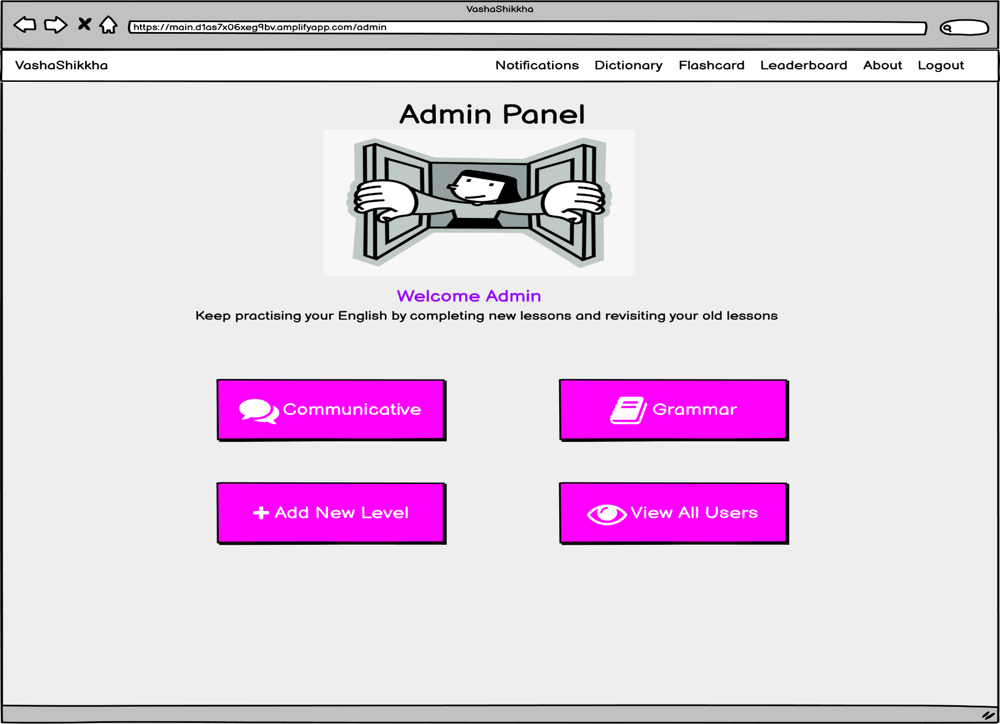 VashaShikkha
https://main.d1as7x06xeg9bv.amplifyapp.com/admin
VashaShikkha
Notifications Dictionary Flashcard Leaderboard About Logout
Admin Panel
Welcome Admin
Keep practising your English by completing new lessons and revisiting your old lessons
Communicative
Grammar
+ Add New Level
View All Users